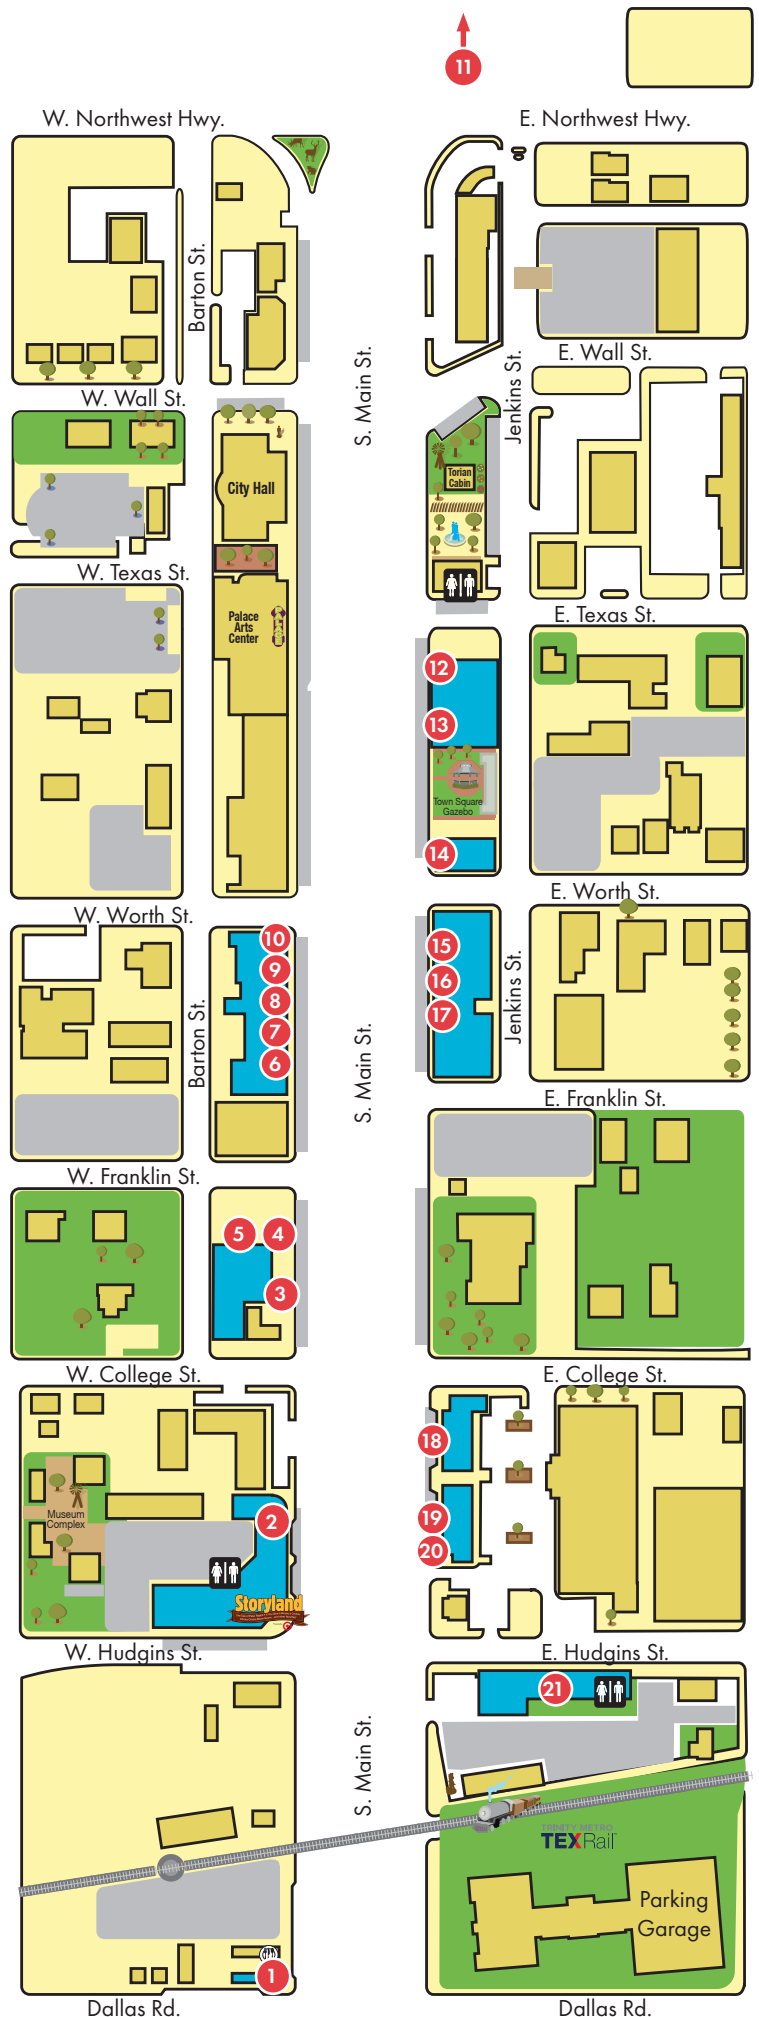 11
W. Northwest Hwy.
E. Northwest Hwy.
Barton St.
S. Main St.
Jenkins St.
E. Wall St.
W. Wall St.
City Hall
Torian
Cabin
W. Texas St.
E. Texas St.
Palace
Arts
Center
12
13
Town Square
Gazebo
14
W. Worth St.
E. Worth St.
10
9
8
7
6
15
16
17
Barton St.
S. Main St.
Jenkins St.
E. Franklin St.
W. Franklin St.
5
4
3
W. College St.
E. College St.
18
19
20
Museum
Complex
2
Storyland
W. Hudgins St.
E. Hudgins St.
21
S. Main St.
TRINITY METRO
TEXRail
Parking
Garage
1
Dallas Rd.
Dallas Rd.